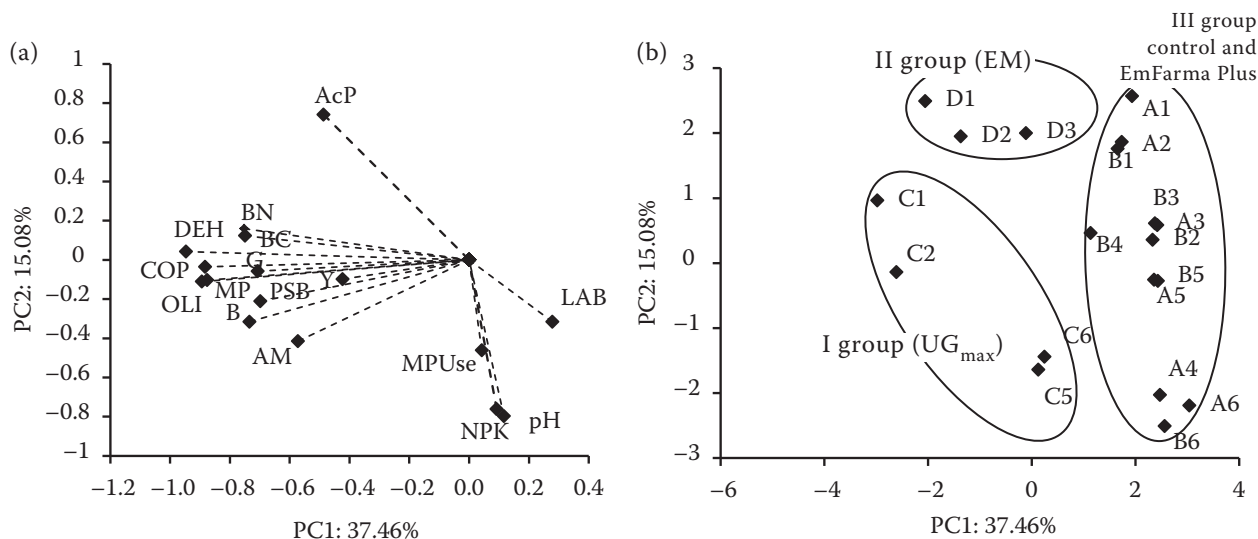 (a)
1
0.8
0.6
0.4
0.2
0
−0.2
−0.4
−0.6
−0.8
−1
PC2: 15.08%
AcP
BN
DEH
BC
COP
G
OLI
MP
PSB
Y
B
AM
LAB
MPUse
NPK
pH
−1.2 −1.0 −0.8 −0.6 −0.4 −0.2 0.0 0.2 0.4
PC1: 37.46%
(b)
III group
control and
EmFarma Plus
II group (EM)
3
2
1
0
−1
−2
−3
PC2: 15.08%
D1
D2
D3
A1
A2
B1
C1
B3
A3
B2
B4
C2
B5
A5
I group (UGmax)
C6
C5
A4
A6
B6
−6 −4 −2 0 2 4
PC1: 37.46%